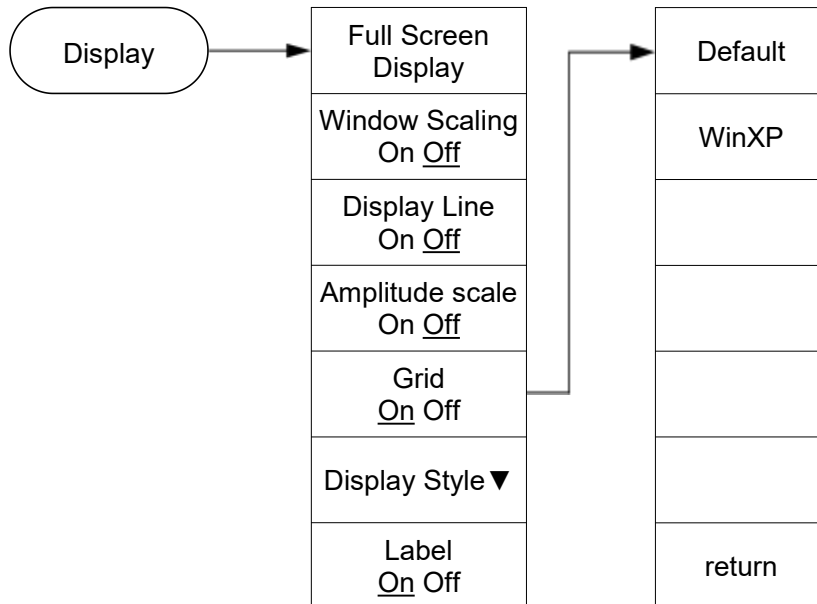 Display
Full Screen
Display
Window Scaling
On Off
Display Line
On Off
Amplitude scale
On Off
Grid
On Off
Display Style▼
Label
On Off
Default
WinXP
return